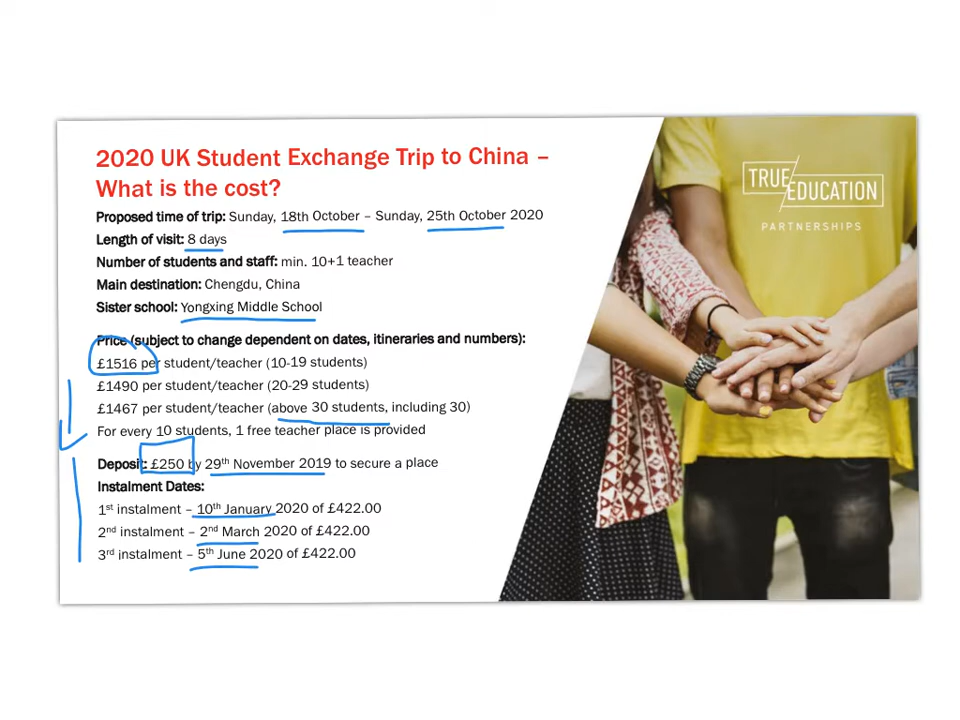 2020 UK Student Exchange Trip to China –
What is the cost?
Proposed time of trip: Sunday, 18th October – Sunday, 25th October 2020
Length of visit: 8 days
Number of students and staff: min. 10+1 teacher
Main destination: Chengdu, China
Sister school: Yongxing Middle School
Price (subject to change dependent on dates, itineraries and numbers):
£1516 per student/teacher (10-19 students)
£1490 per student/teacher (20-29 students)
£1467 per student/teacher (above 30 students, including 30)
For every 10 students, 1 free teacher place is provided
Deposit: £250 by 29th November 2019 to secure a place
Instalment Dates:
1st instalment – 10th January 2020 of £422.00
2nd instalment – 2nd March 2020 of £422.00
3rd instalment – 5th June 2020 of £422.00
TRUE
EDUCATION
PARTNERSHIPS